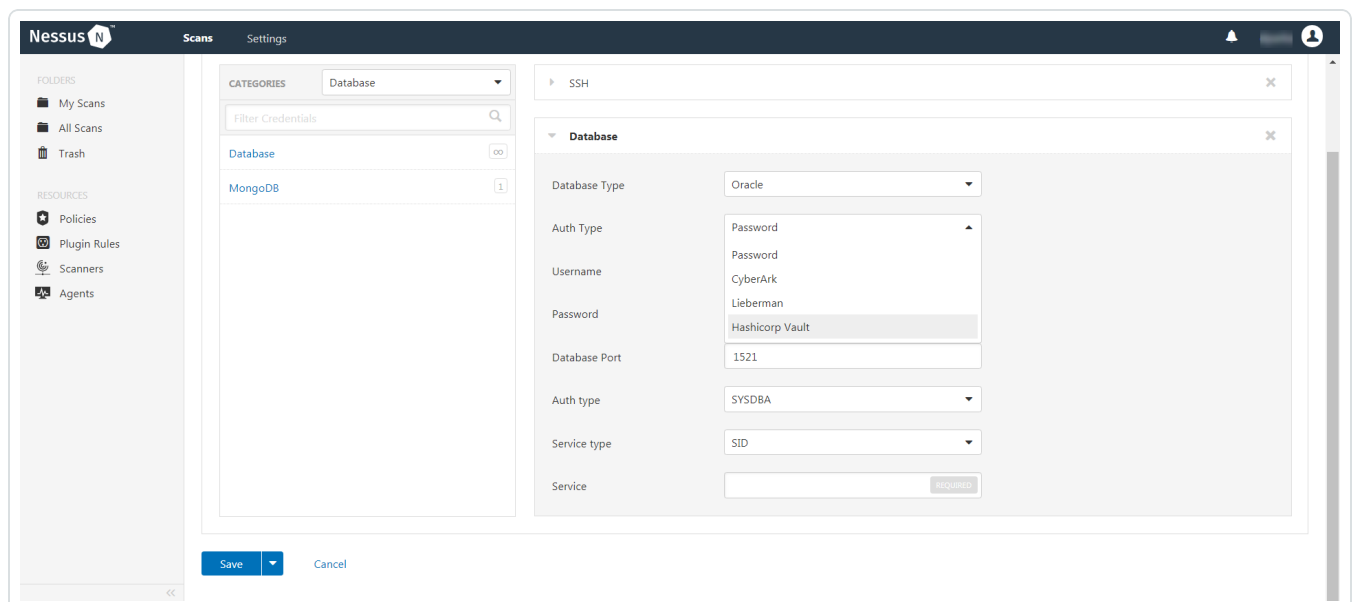 Nessus N ™
Scans
Settings
FOLDERS
My Scans
All Scans
Trash
RESOURCES
Policies
Plugin Rules
Scanners
Agents
CATEGORIES
Database
Filter Credentials
Database
∞
MongoDB
1
SSH
Database
Database Type
Oracle
Auth Type
Password
Password
CyberArk
Lieberman
Hashicorp Vault
Username
Password
Database Port
1521
Auth type
SYSDBA
Service type
SID
Service
REQUIRED
Save
Cancel